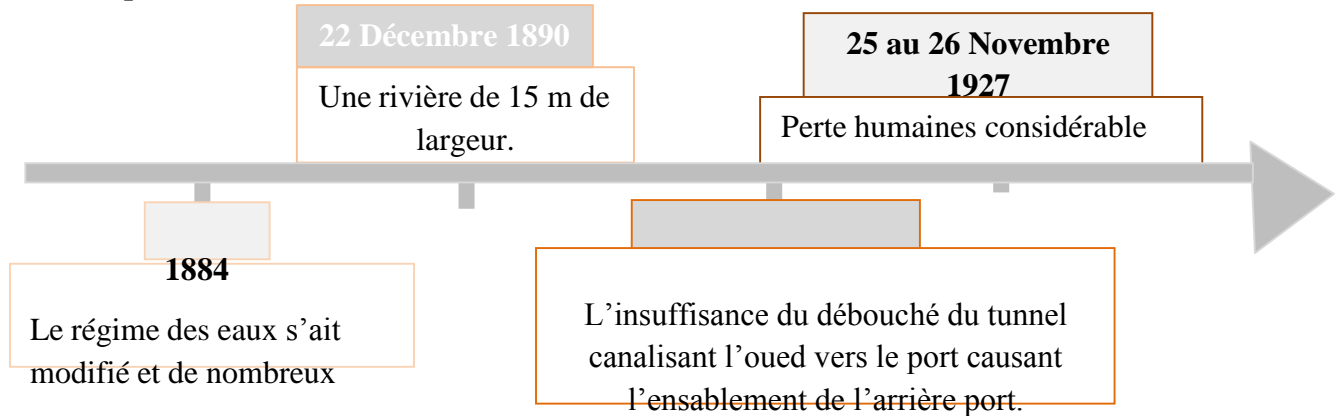 22 Décembre 1890
Une rivière de 15 m de
largeur.
25 au 26 Novembre
1927
Perte humaines considérable
1884
Le régime des eaux s’ait
modifié et de nombreux
L’insuffisance du débouché du tunnel
canalisant l’oued vers le port causant
l’ensablement de l’arrière port.